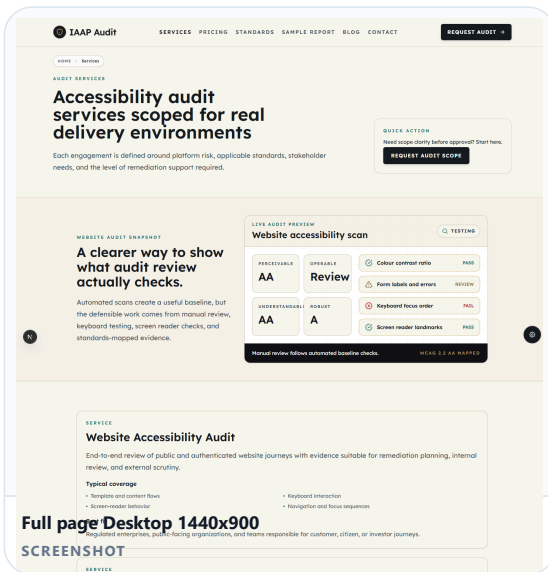 IAAP Audit
SERVICES PRICING STANDARDS SAMPLE REPORT BLOG CONTACT
REQUEST AUDIT →
HOME Services
AUDIT SERVICES
Accessibility audit
services scoped for real
delivery environments
Each engagement is defined around platform risk, applicable standards, stakeholder
needs, and the level of remediation support required.
QUICK ACTION
Need scope clarity before approval? Start here.
REQUEST AUDIT SCOPE
WEBSITE AUDIT SNAPSHOT
A clearer way to show
what audit review
actually checks.
Automated scans create a useful baseline, but
the defensible work comes from manual review,
keyboard testing, screen reader checks, and
standards-mapped evidence.
LIVE AUDIT PREVIEW
Website accessibility scan
TESTING
PERCEIVABLE
AA
OPERABLE
Review
UNDERSTANDABL
AA
ROBUST
A
Colour contrast ratio PASS
Form labels and errors REVIEW
Keyboard focus order FAIL
Screen reader landmarks PASS
Manual review follows automated baseline checks. WCAG 2.2 AA MAPPED
N
SERVICE
Website Accessibility Audit
End-to-end review of public and authenticated website journeys with evidence suitable for remediation planning, internal
review, and external scrutiny.
Typical coverage
• Template and content flows
• Keyboard interaction
• Screen-reader behavior
• Navigation and focus sequences
Full page Desktop 1440x900
Regulated enterprises, public-facing organizations, and teams responsible for customer, citizen, or investor journeys.
SCREENSHOT
SERVICE